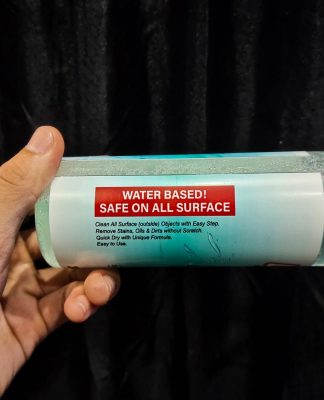 WATER BASED!
SAFE ON ALL SURFACE
Clean All Surface (outside) Objects with Easy Step.
Remove Stains, Oils & Dirts without Scratch.
Quick Dry with Unique Formula.
Easy to Use.